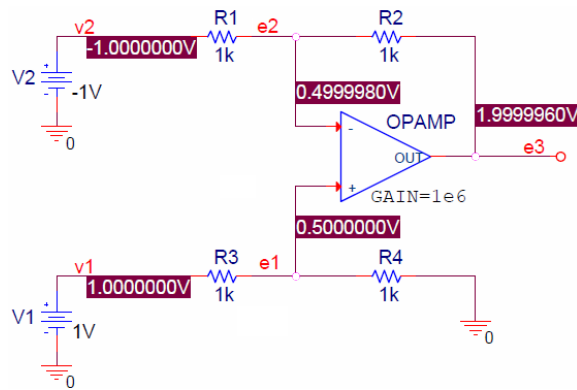 v2
R1
e2
R2
-1.0000000V
1k
1k
V2
-1V
0.4999980V
OPAMP
1.9999960V
0
-
OUT
e3
+
GAIN=1e6
0.5000000V
v1
R3
e1
R4
1.0000000V
1k
1k
V1
1V
0
0